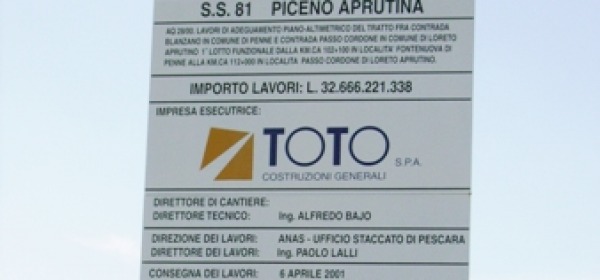 S.S. 81 PICENO APRUTINA
AQ 28/00. LAVORI DI ADEGUAMENTO PIANO-ALTIMETRICO DEL TRATTO FRA CONTRADA
BLANZANO IN COMUNE DI PENNE E CONTRADA PASSO CORDONE IN COMUNE DI LORETO
APRUTINO 1° LOTTO FUNZIONALE DALLA KM.CA 102+100 IN LOCALITA' PONTENUOVA DI
PENNE ALLA KM.CA 112+000 IN LOCALITA' PASSO CORDONE DI LORETO APRUTINO.
IMPORTO LAVORI: L. 32.666.221.338
IMPRESA ESECUTRICE:
TOTO S.P.A.
COSTRUZIONI GENERALI
DIRETTORE DI CANTIERE:
DIRETTORE TECNICO: Ing. ALFREDO BAJO
DIREZIONE DEI LAVORI: ANAS - UFFICIO STACCATO DI PESCARA
DIRETTORE DEI LAVORI: Ing. PAOLO LALLI
CONSEGNA DEI LAVORI: 6 APRILE 2001